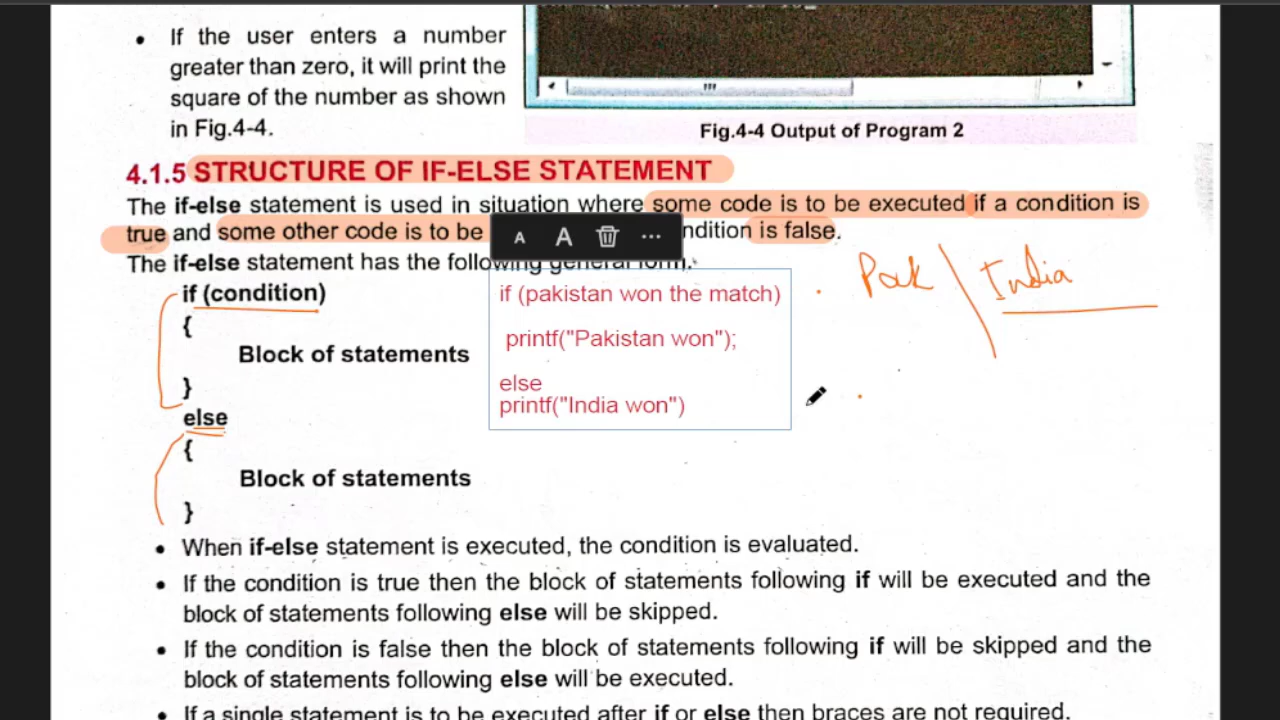 If the user enters a number
greater than zero, it will print the
square of the number as shown
in Fig.4-4.
Fig.4-4 Output of Program 2
4.1.5 STRUCTURE OF IF-ELSE STATEMENT
The if-else statement is used in situation where some code is to be executed if a condition is
true and some other code is to be ndition is false.
A A ...
The if-else statement has the following general form.
if (condition)
{
Block of statements
}
else
{
Block of statements
}
if (pakistan won the match)
printf("Pakistan won");
else
printf("India won")
Pak \ India
• When if-else statement is executed, the condition is evaluated.
• If the condition is true then the block of statements following if will be executed and the
block of statements following else will be skipped.
• If the condition is false then the block of statements following if will be skipped and the
block of statements following else will be executed.
• If a single statement is to be executed after if or else then braces are not required.